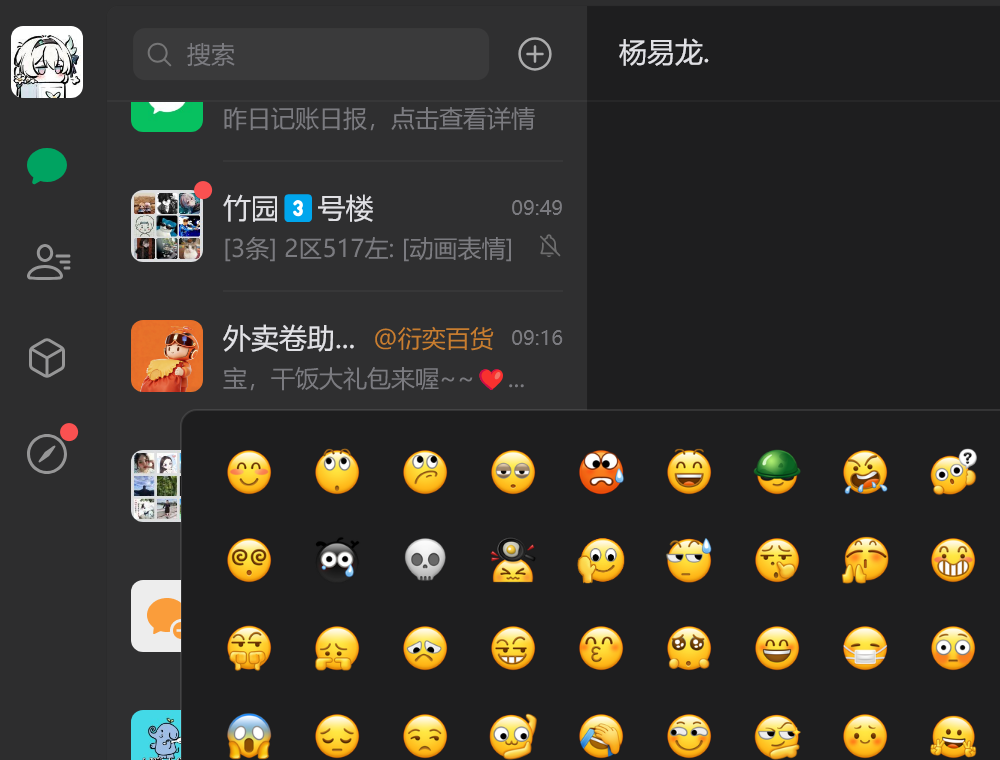 搜索
杨易龙.
昨日记账日报，点击查看详情
竹园3号楼 09:49
[3条] 2区517左: [动画表情]
外卖卷助... @衍奕百货 09:16
宝，干饭大礼包来喔~~❤️...